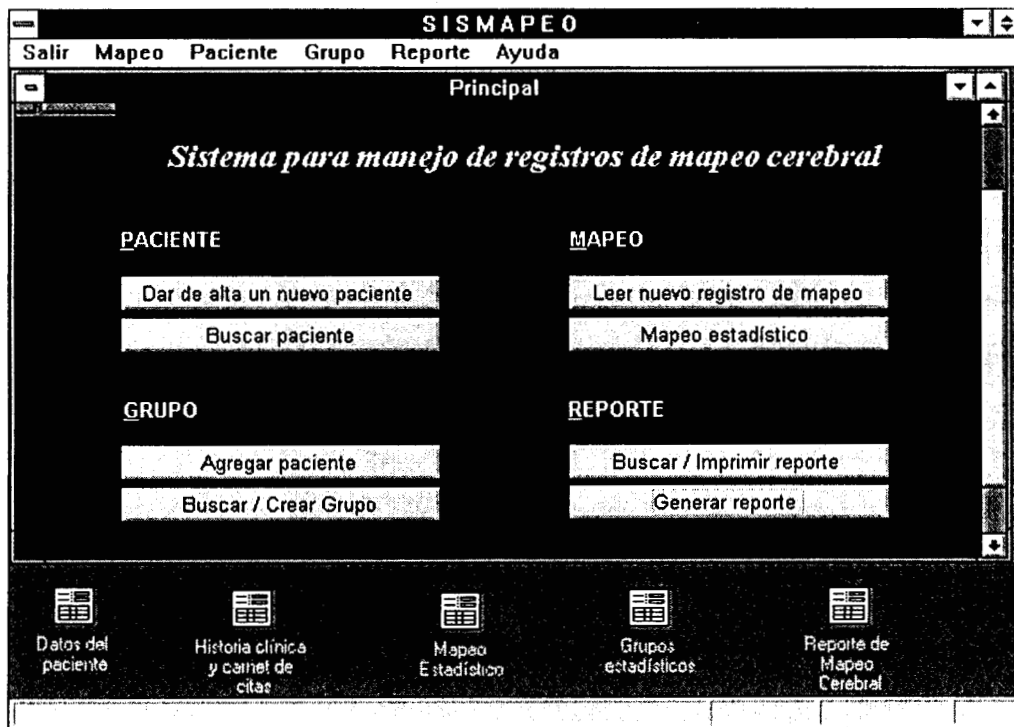 SISMAPEO
Salir Mapeo Paciente Grupo Reporte Ayuda
Principal
Sistema para manejo de registros de mapeo cerebral
PACIENTE
Dar de alta un nuevo paciente
Buscar paciente
MAPEO
Leer nuevo registro de mapeo
Mapeo estadístico
GRUPO
Agregar paciente
Buscar / Crear Grupo
REPORTE
Buscar / Imprimir reporte
Generar reporte
Datos del
paciente
Historia clínica
y carnet de
citas
Mapeo
Estadístico
Grupos
estadísticos
Reporte de
Mapeo
Cerebral